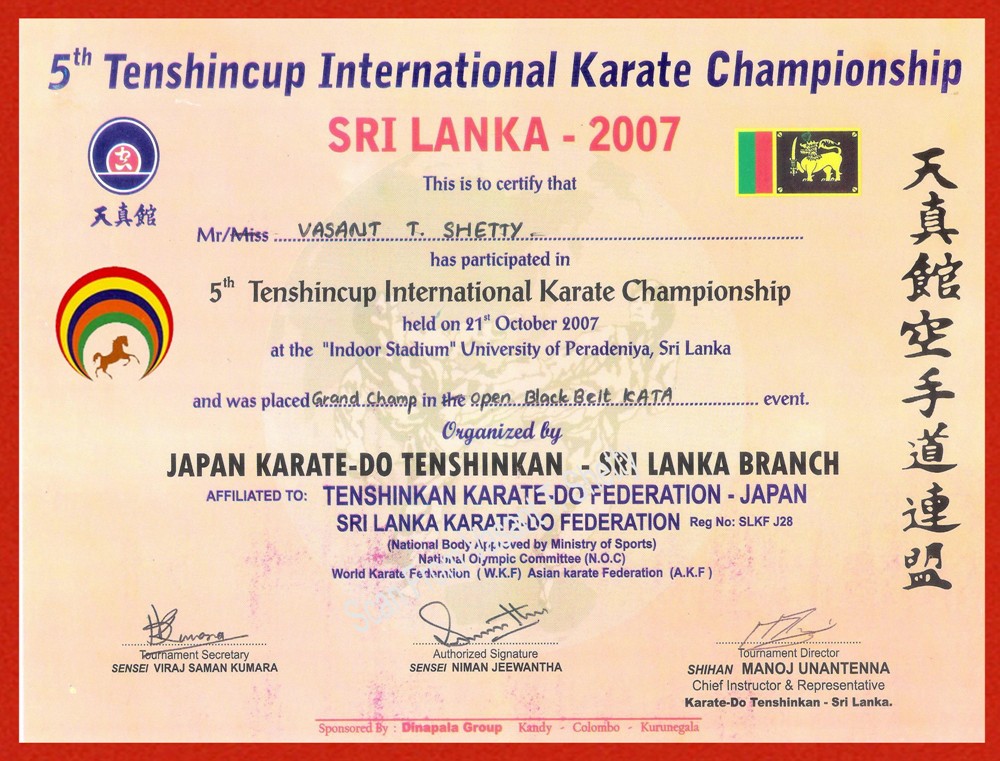 5th Tenshincup International Karate Championship
SRI LANKA - 2007
天真館
This is to certify that
Mr/Miss VASANT T. SHETTY
has participated in
5th Tenshincup International Karate Championship
held on 21st October 2007
at the "Indoor Stadium" University of Peradeniya, Sri Lanka
and was placed Grand Champ in the Open Black Belt KATA event.
Organized by
JAPAN KARATE-DO TENSHINKAN - SRI LANKA BRANCH
AFFILIATED TO: TENSHINKAN KARATE-DO FEDERATION - JAPAN
SRI LANKA KARATE-DO FEDERATION Reg No: SLKF J28
(National Body Approved by Ministry of Sports)
National Olympic Committee (N.O.C)
World Karate Federation ( W.K.F) Asian karate Federation (A.K.F )
天真館空手道連盟
Tournament Secretary
SENSEI VIRAJ SAMAN KUMARA
Authorized Signature
SENSEI NIMAN JEEWANTHA
Tournament Director
SHIHAN MANOJ UNANTENNA
Chief Instructor & Representative
Karate-Do Tenshinkan - Sri Lanka.
Sponsored By : Dinapala Group Kandy - Colombo - Kurunegala